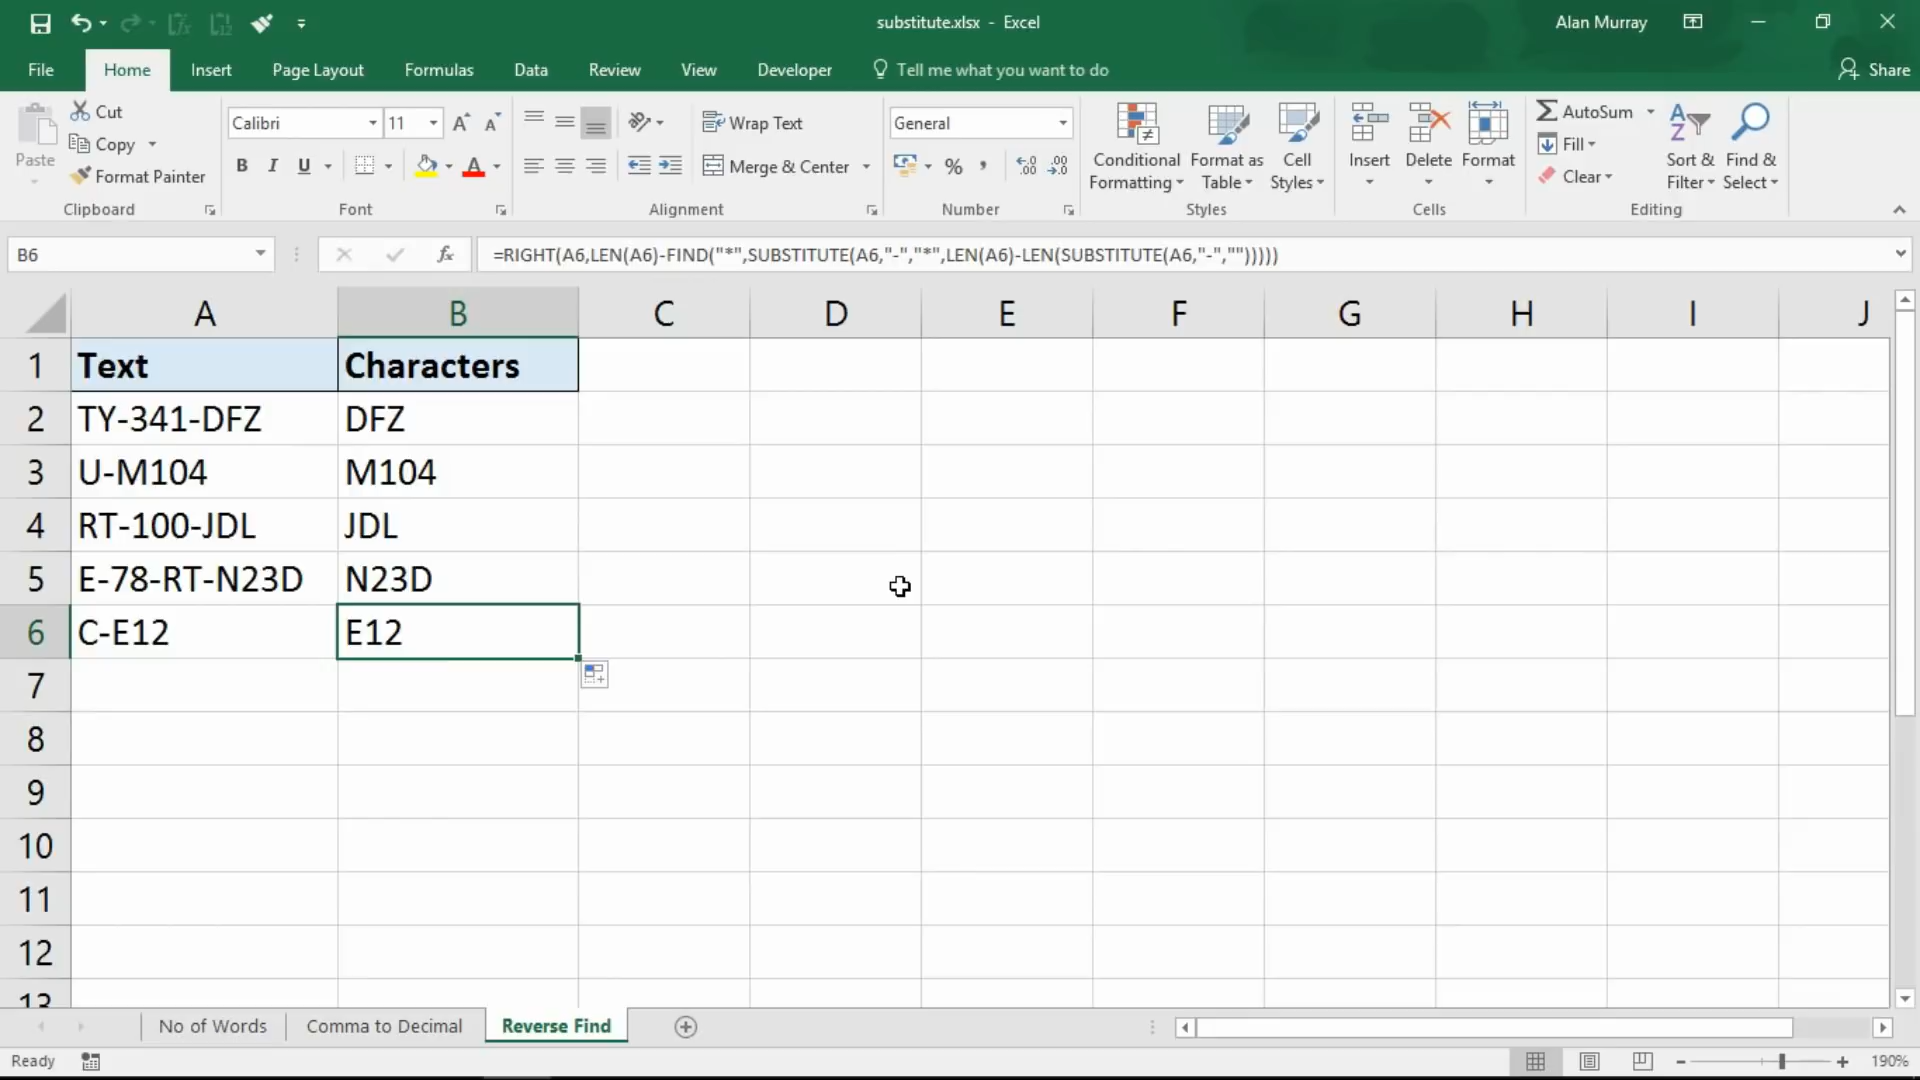 substitute.xlsx - Excel
Alan Murray
File Home Insert Page Layout Formulas Data Review View Developer Tell me what you want to do Share
Paste
Cut
Copy
Format Painter
Clipboard
Calibri 11
B I U
Font
Wrap Text
Merge & Center
Alignment
General
%
Number
Conditional Formatting
Format as Table
Cell Styles
Styles
Insert
Delete
Format
Cells
AutoSum
Fill
Clear
Sort & Filter
Find & Select
Editing
B6 fx =RIGHT(A6,LEN(A6)-FIND("*",SUBSTITUTE(A6,"-","*",LEN(A6)-LEN(SUBSTITUTE(A6,"-","")))))
A B C D E F G H I J
1 Text Characters
2 TY-341-DFZ DFZ
3 U-M104 M104
4 RT-100-JDL JDL
5 E-78-RT-N23D N23D
6 C-E12 E12
7
8
9
10
11
12
13
No of Words Comma to Decimal Reverse Find
Ready 190%